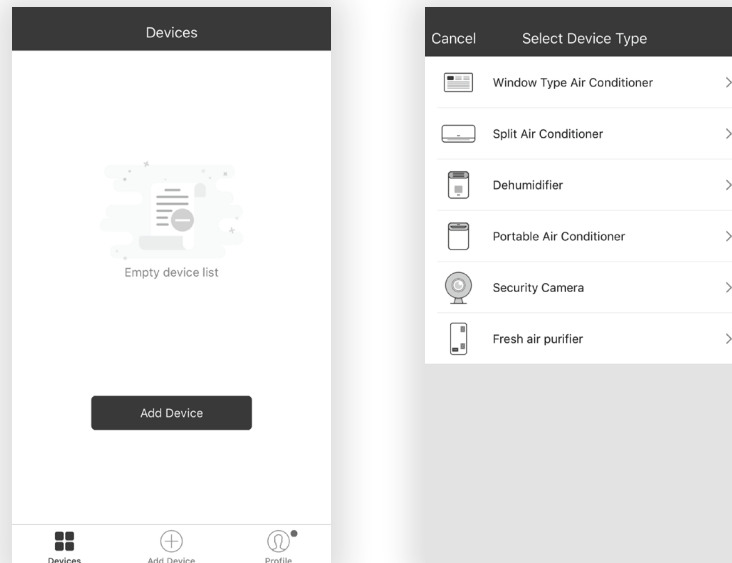 Devices
Empty device list
Add Device
Devices
Add Device
Profile
Cancel
Select Device Type
Window Type Air Conditioner
Split Air Conditioner
Dehumidifier
Portable Air Conditioner
Security Camera
Fresh air purifier